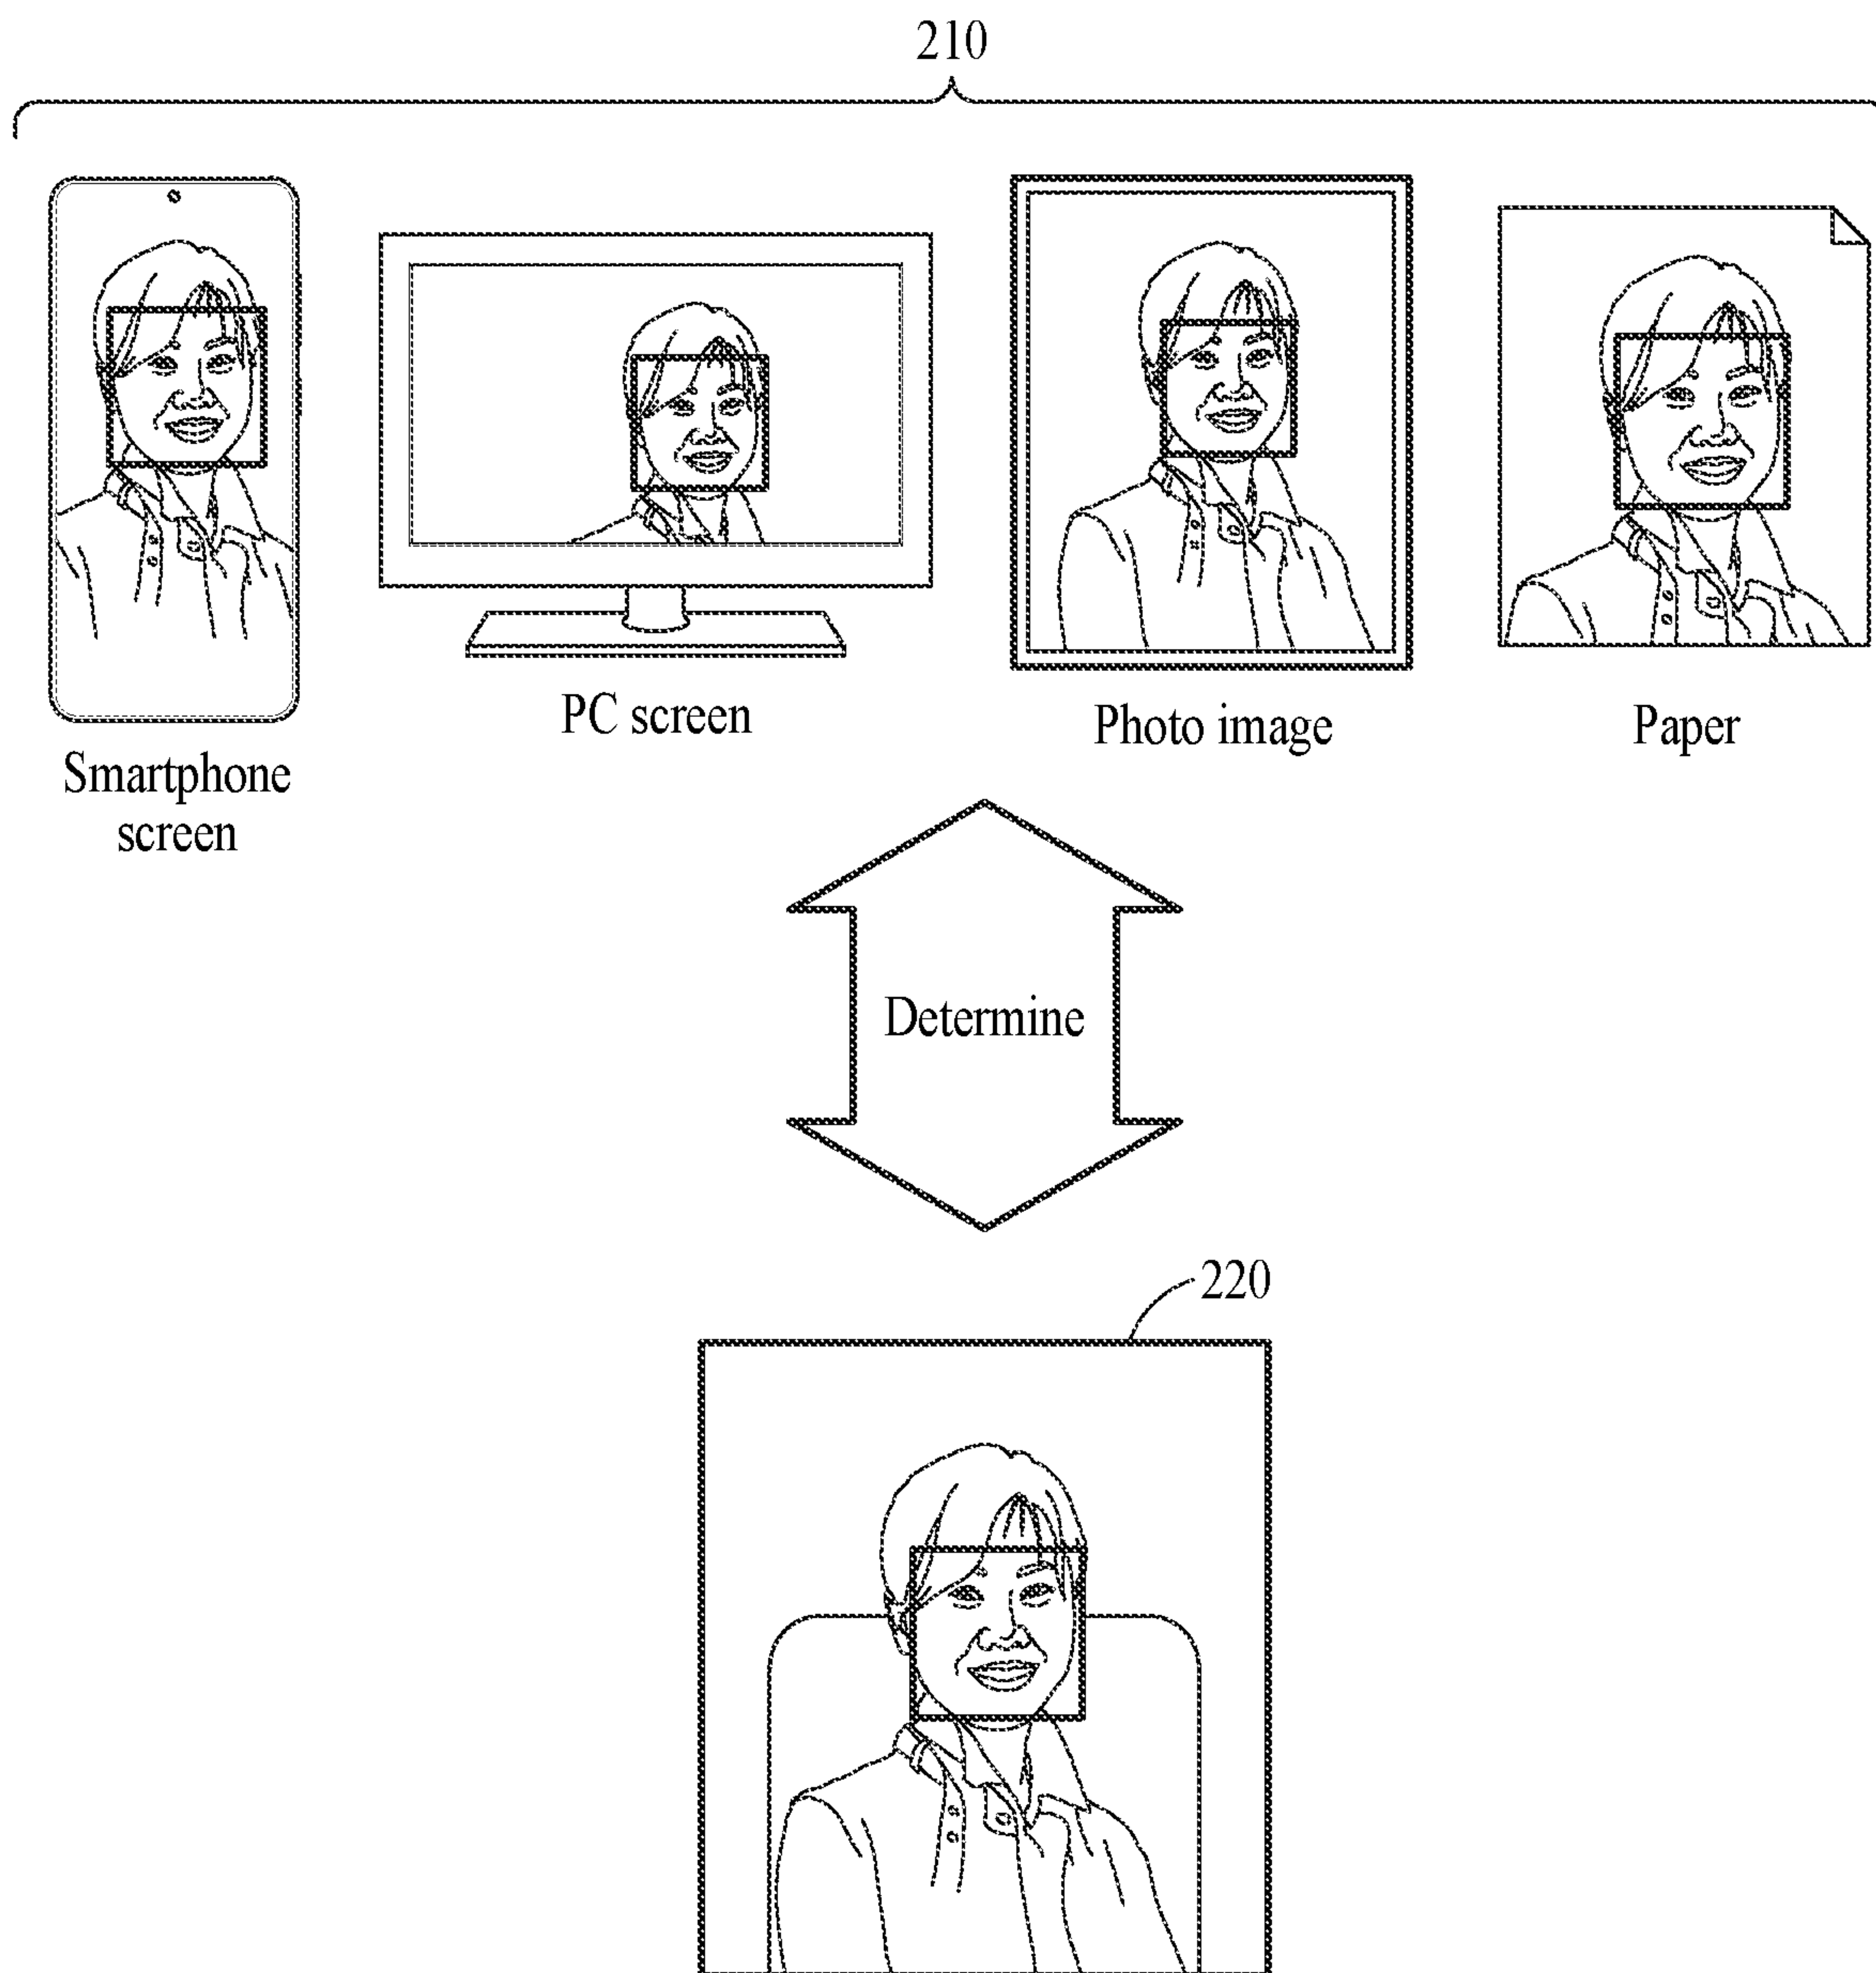 210
Smartphone
screen
PC screen
Photo image
Paper
Determine
220